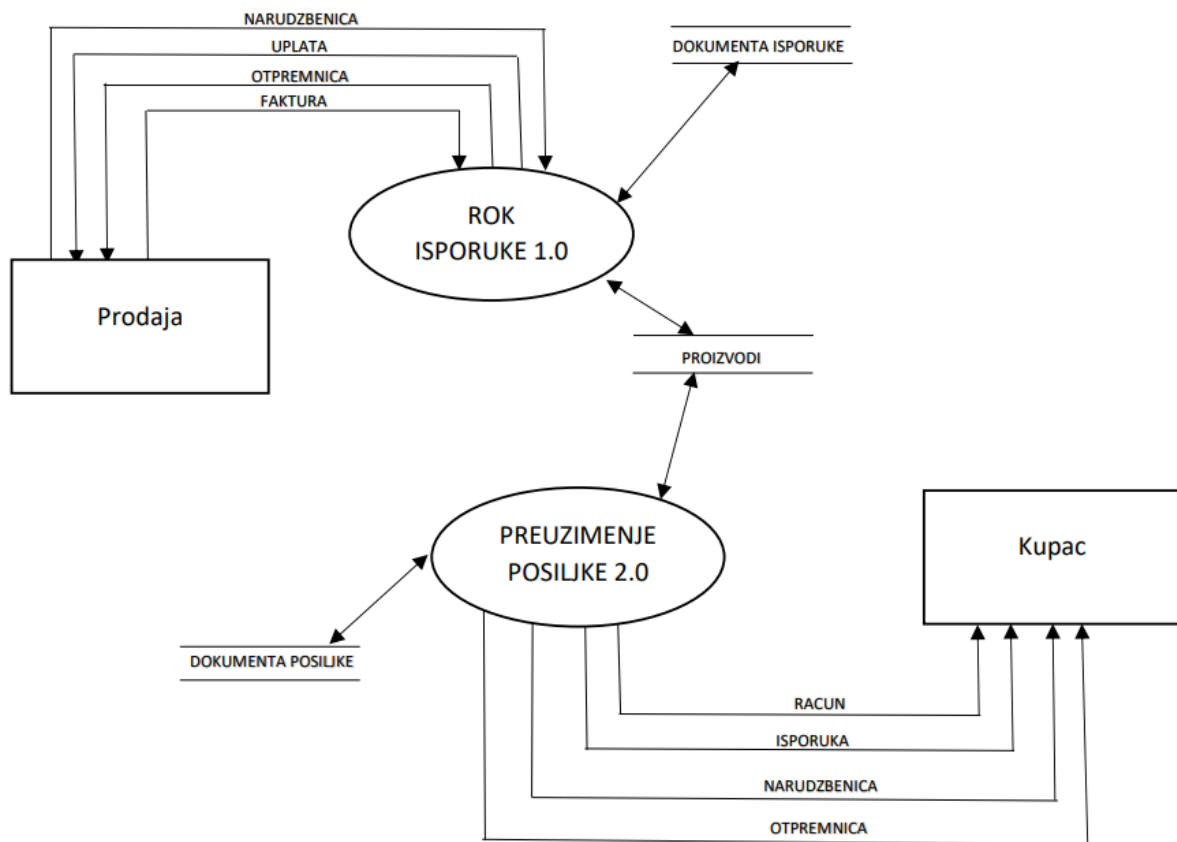 NARUDZBENICA
UPLATA
OTPREMNICA
FAKTURA
DOKUMENTA ISPORUKE
ROK
ISPORUKE 1.0
Prodaja
PROIZVODI
PREUZIMENJE
POSILJKE 2.0
Kupac
DOKUMENTA POSILJKE
RACUN
ISPORUKA
NARUDZBENICA
OTPREMNICA